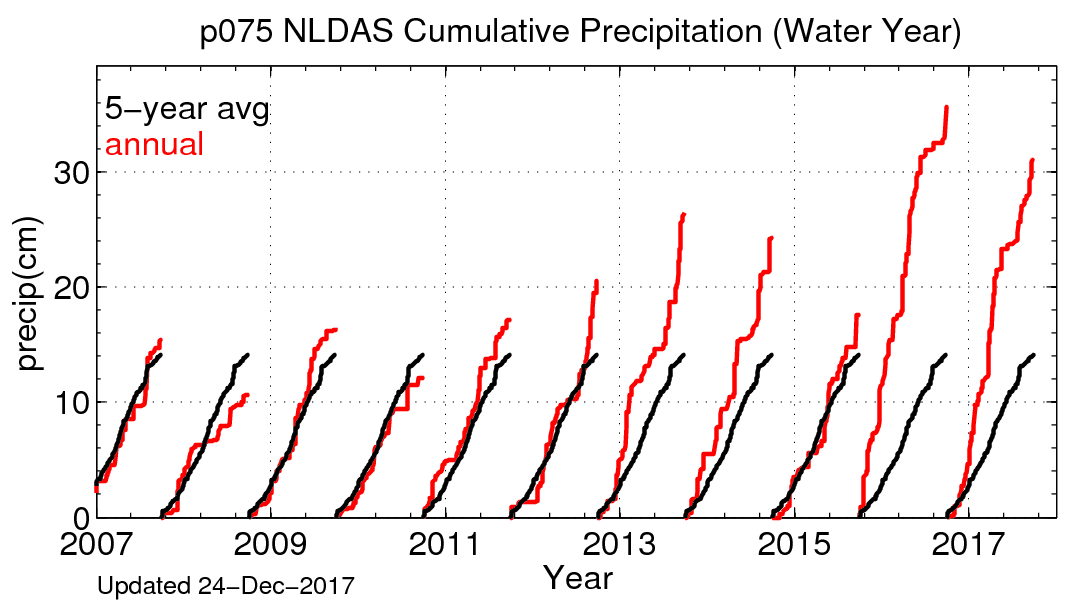 p075 NLDAS Cumulative Precipitation (Water Year)
5−year avg
annual
precip(cm)
30
20
10
0
2007 2009 2011 2013 2015 2017
Year
Updated 24−Dec−2017